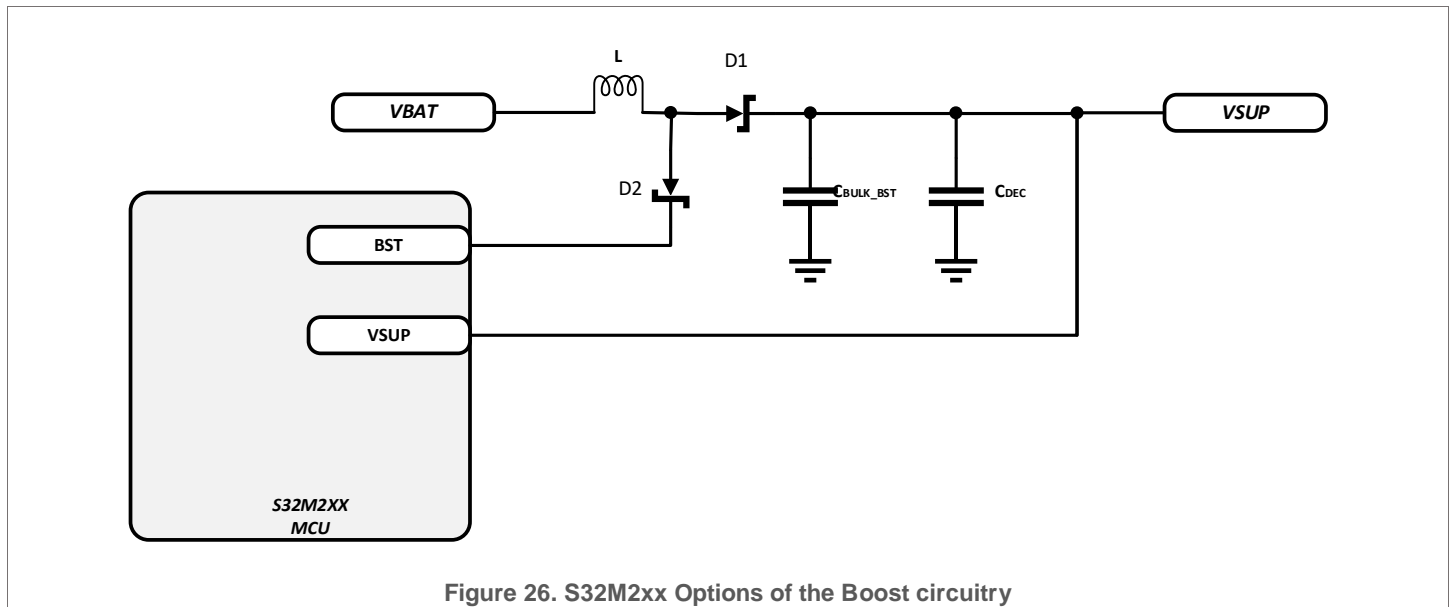 L
D1
VBAT
VSUP
D2
CBULK_BST
CDEC
BST
VSUP
S32M2XX
MCU
Figure 26. S32M2xx Options of the Boost circuitry